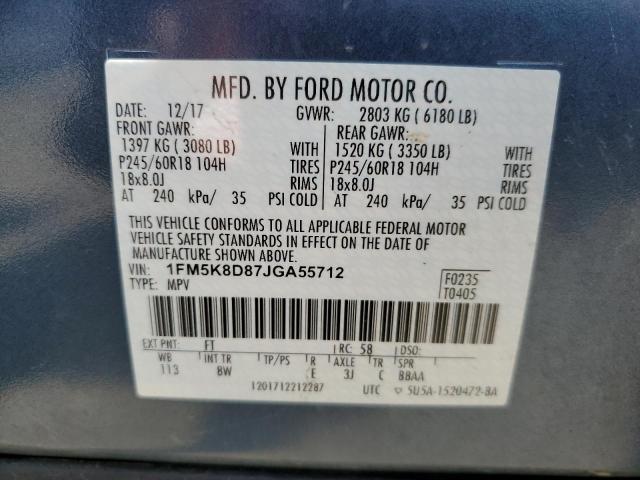 MFD. BY FORD MOTOR CO.
DATE: 12/17 GVWR: 2803 KG ( 6180 LB)
FRONT GAWR: REAR GAWR:
1397 KG ( 3080 LB) WITH 1520 KG ( 3350 LB) WITH
P245/60R18 104H TIRES P245/60R18 104H TIRES
18x8.0J RIMS 18x8.0J RIMS
AT 240 kPa/ 35 PSI COLD AT 240 kPa/ 35 PSI COLD
THIS VEHICLE CONFORMS TO ALL APPLICABLE FEDERAL MOTOR
VEHICLE SAFETY STANDARDS IN EFFECT ON THE DATE OF
MANUFACTURE SHOWN ABOVE.
VIN: 1FM5K8D87JGA55712 F0235
TYPE: MPV T0405
EXT PNT: FT RC: 58 DSO:
WB INT TR TP/PS R AXLE TR SPR
113 BW E 3J C BBAA
1201712212287 UTC 5U5A-1520472-BA